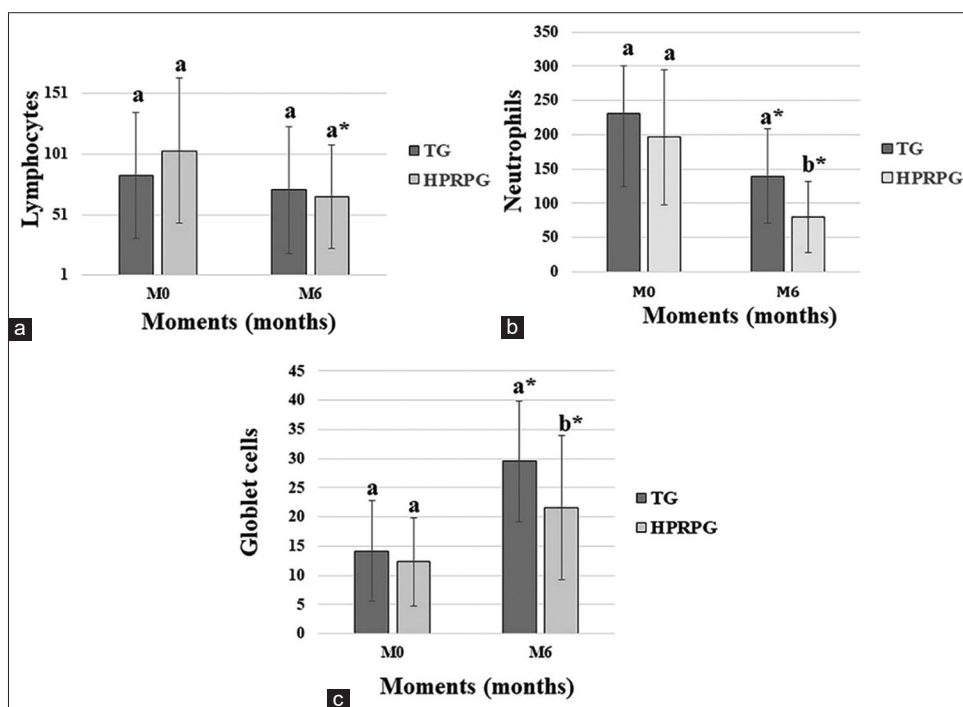 a
a
151
a
a
a*
101
TG
HPRPG
51
1
M0 M6
Lymphocytes
Moments (months)
a
350
a a
300
250
a*
200
b*
TG
150
HPRPG
100
50
0
M0 M6
Neutrophils
Moments (months)
b
45
a*
40
b*
35
30
a a
25
TG
20
HPRPG
15
10
5
0
M0 M6
Globlet cells
Moments (months)
c